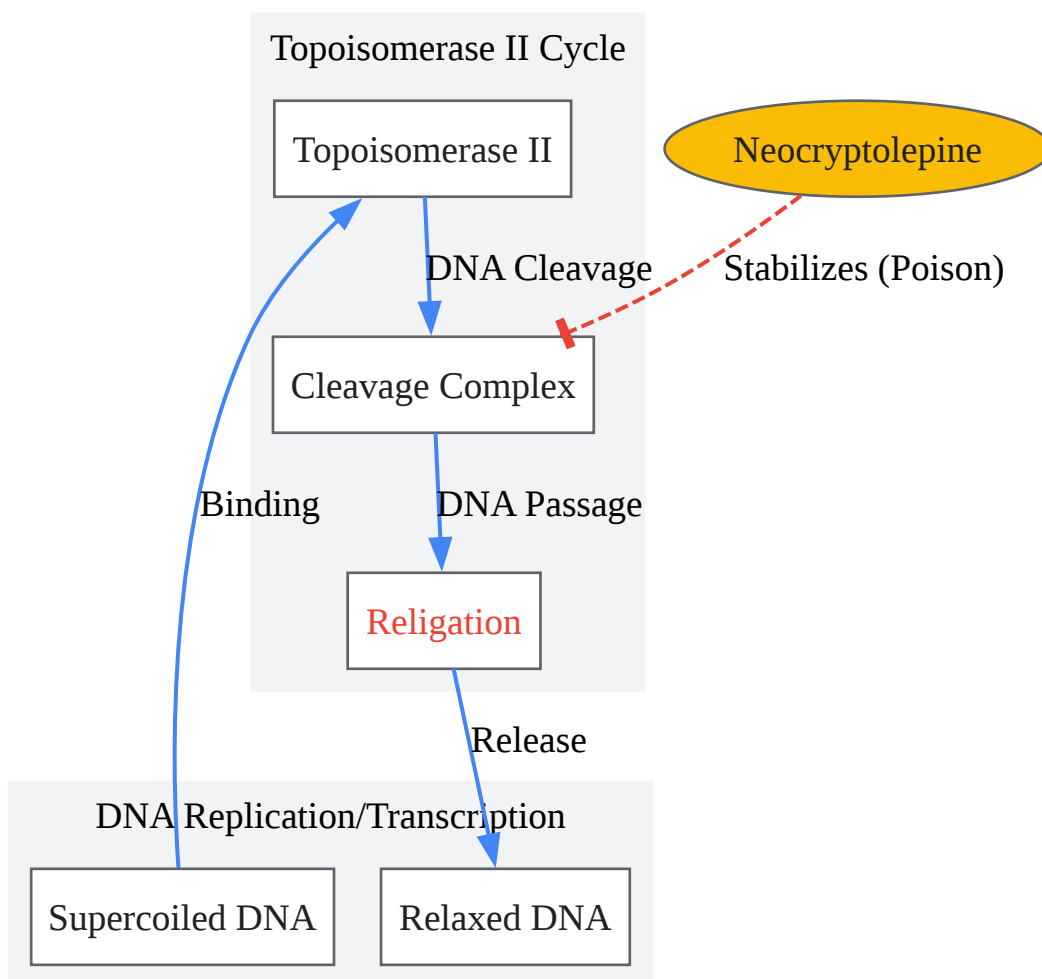 Topoisomerase II Cycle
Topoisomerase II
Neocryptolepine
DNA Cleavage
Stabilizes (Poison)
Cleavage Complex
Binding
DNA Passage
Religation
Release
DNA Replication/Transcription
Supercoiled DNA
Relaxed DNA